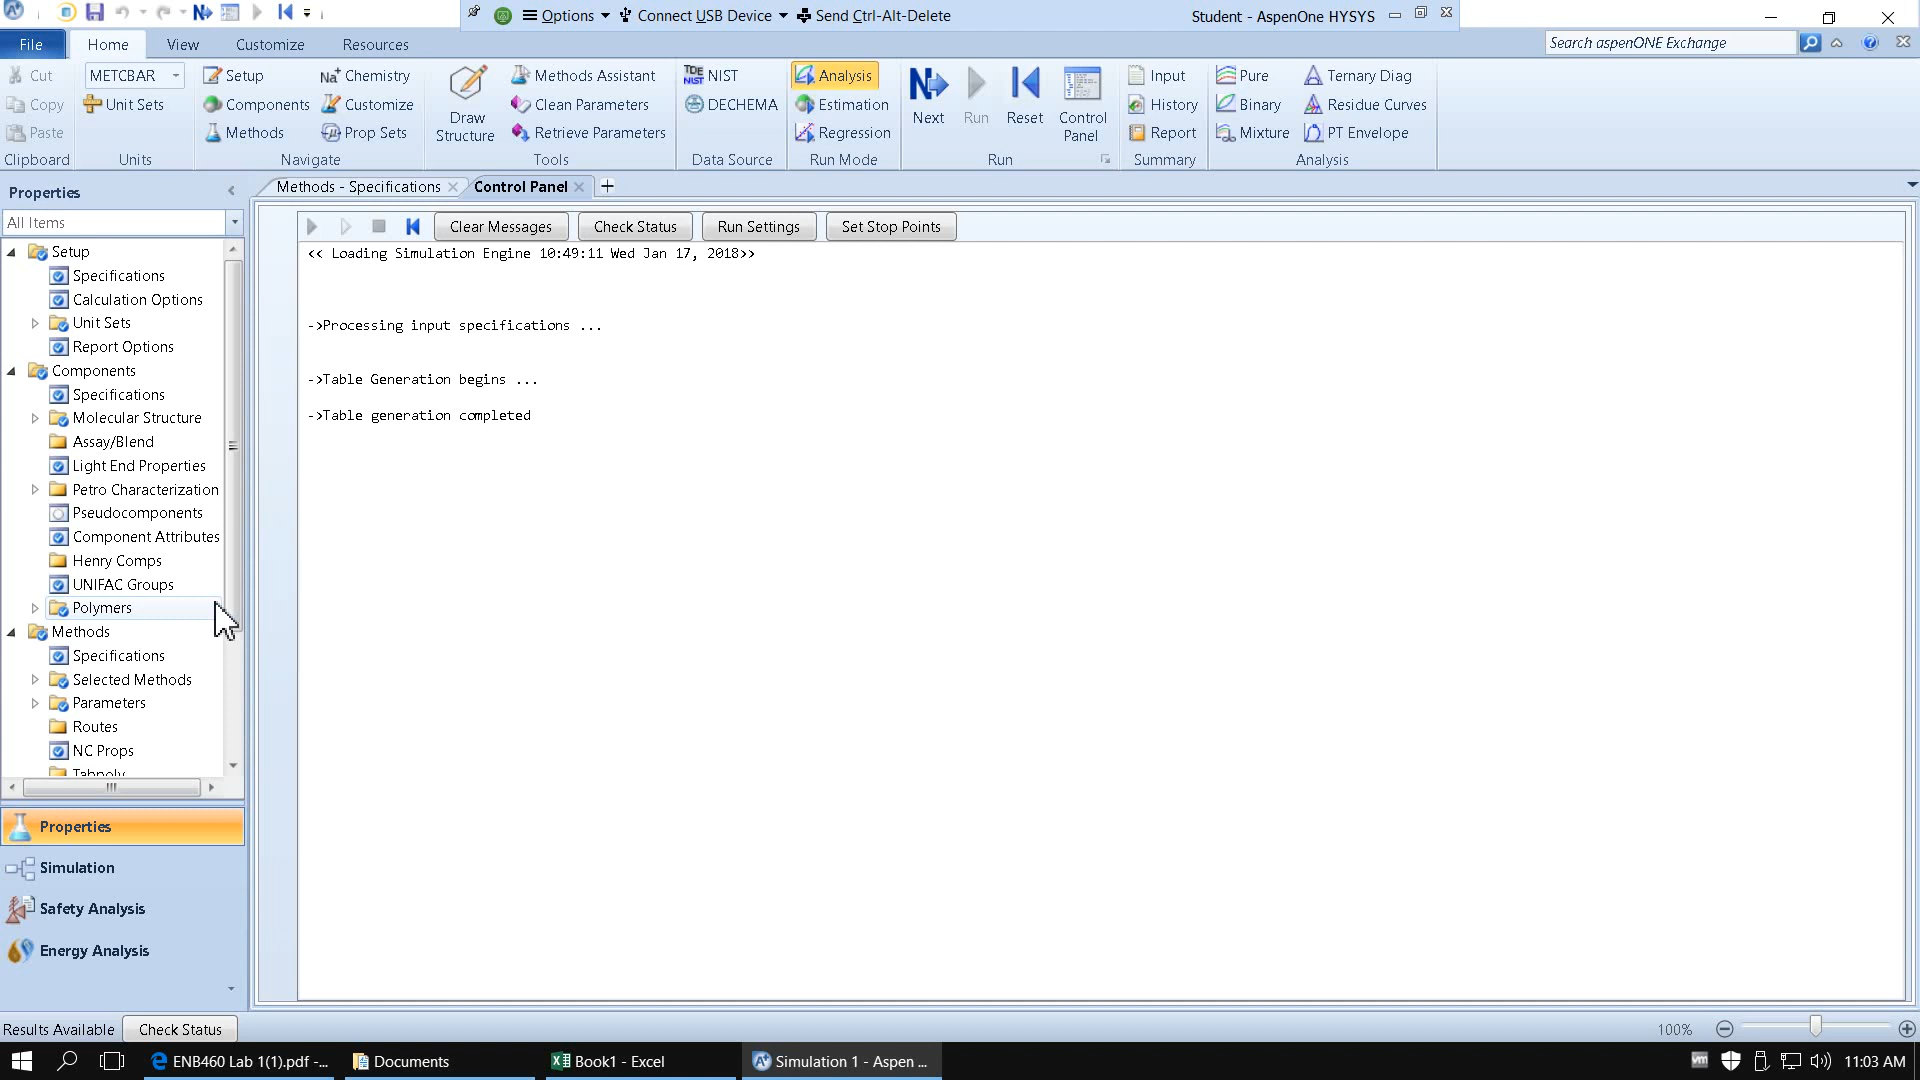 Options
Connect USB Device
Send Ctrl-Alt-Delete
Student - AspenOne HYSYS
File
Home
View
Customize
Resources
Search aspenONE Exchange
Cut
Copy
Paste
Clipboard
METCBAR
Unit Sets
Units
Setup
Components
Methods
Na+ Chemistry
Customize
Prop Sets
Navigate
Draw
Structure
Methods Assistant
Clean Parameters
Retrieve Parameters
Tools
TDE
NIST
NIST
DECHEMA
Data Source
Analysis
Estimation
Regression
Run Mode
N
Next
Run
Reset
Control
Panel
Run
Input
History
Report
Summary
Pure
Binary
Mixture
Ternary Diag
Residue Curves
PT Envelope
Analysis
Properties
All Items
Setup
Specifications
Calculation Options
Unit Sets
Report Options
Components
Specifications
Molecular Structure
Assay/Blend
Light End Properties
Petro Characterization
Pseudocomponents
Component Attributes
Henry Comps
UNIFAC Groups
Polymers
Methods
Specifications
Selected Methods
Parameters
Routes
NC Props
Tabpoly
Properties
Simulation
Safety Analysis
Energy Analysis
Methods - Specifications
Control Panel
Clear Messages
Check Status
Run Settings
Set Stop Points
<< Loading Simulation Engine 10:49:11 Wed Jan 17, 2018>>
->Processing input specifications ...
->Table Generation begins ...
->Table generation completed
Results Available
Check Status
100%
ENB460 Lab 1(1).pdf -...
Documents
Book1 - Excel
Simulation 1 - Aspen ...
vm
11:03 AM